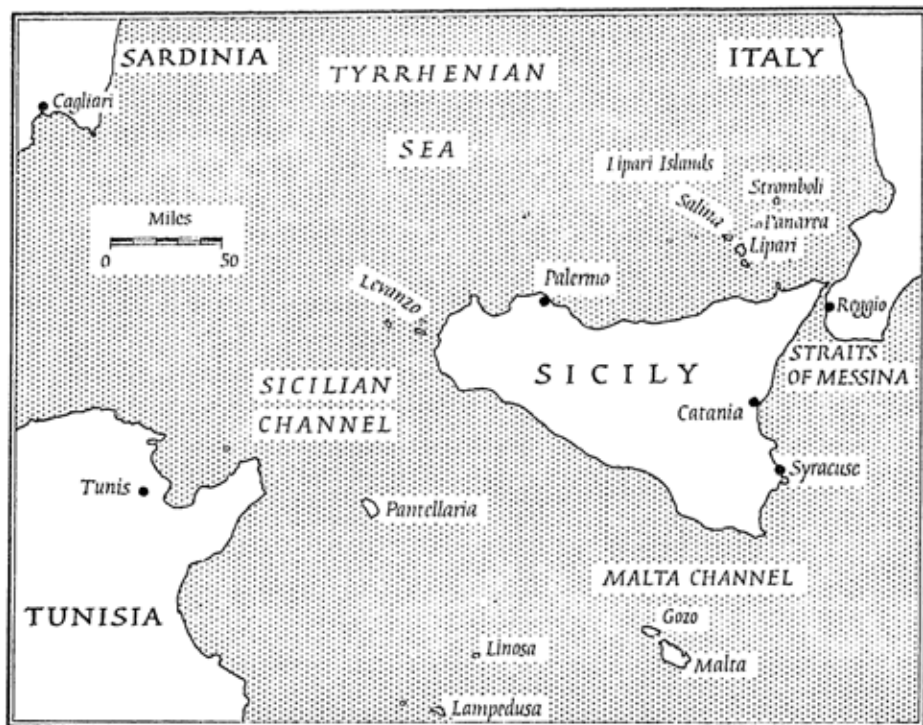 SARDINIA
TYRRHENIAN
ITALY
Cagliari
SEA
Lipari Islands
Stromboli
Salina
Panarea
Lipari
Miles
0 50
Levanzo
Palermo
Reggio
SICILY
STRAITS
OF MESSINA
SICILIAN
CHANNEL
Catania
Syracuse
Tunis
Pantellaria
MALTA CHANNEL
TUNISIA
Gozo
Linosa
Malta
Lampedusa